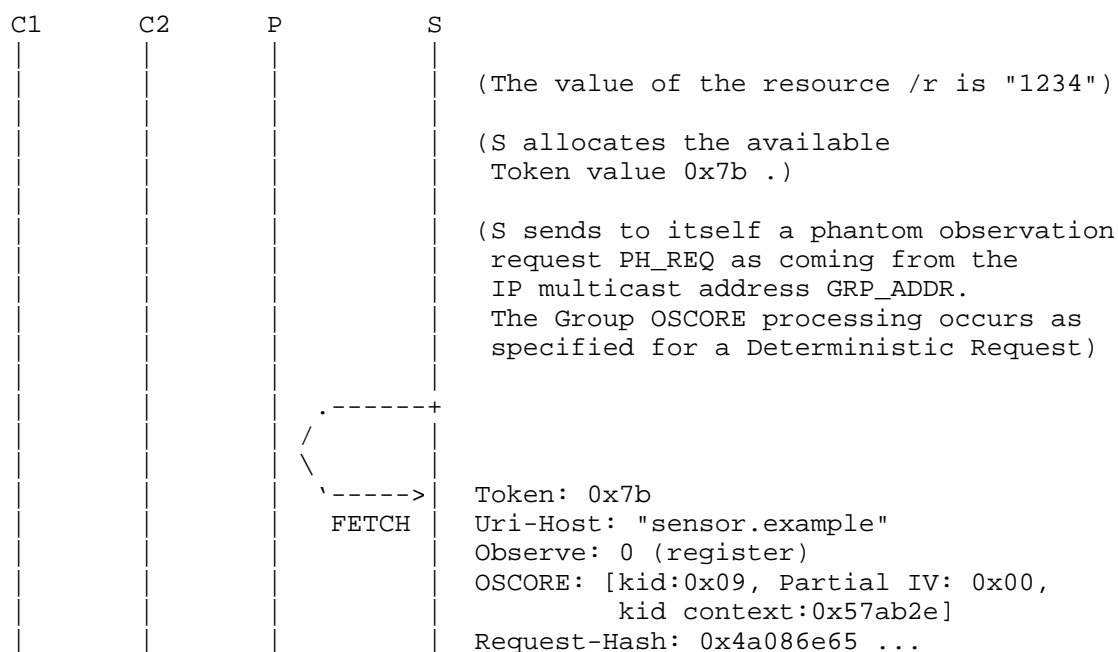 C1       C2       P         S
|        |        |         |
|        |        |         |  (The value of the resource /r is "1234")
|        |        |         |
|        |        |         |  (S allocates the available
|        |        |         |   Token value 0x7b .)
|        |        |         |
|        |        |         |  (S sends to itself a phantom observation
|        |        |         |   request PH_REQ as coming from the
|        |        |         |   IP multicast address GRP_ADDR.
|        |        |         |   The Group OSCORE processing occurs as
|        |        |         |   specified for a Deterministic Request)
|        |        |         |
|        |        |  .------+
|        |        | /       |
|        |        | \       |
|        |        |  `----->|  Token: 0x7b
|        |        |   FETCH |  Uri-Host: "sensor.example"
|        |        |         |  Observe: 0 (register)
|        |        |         |  OSCORE: [kid:0x09, Partial IV: 0x00,
|        |        |         |           kid context:0x57ab2e]
|        |        |         |  Request-Hash: 0x4a086e65 ...